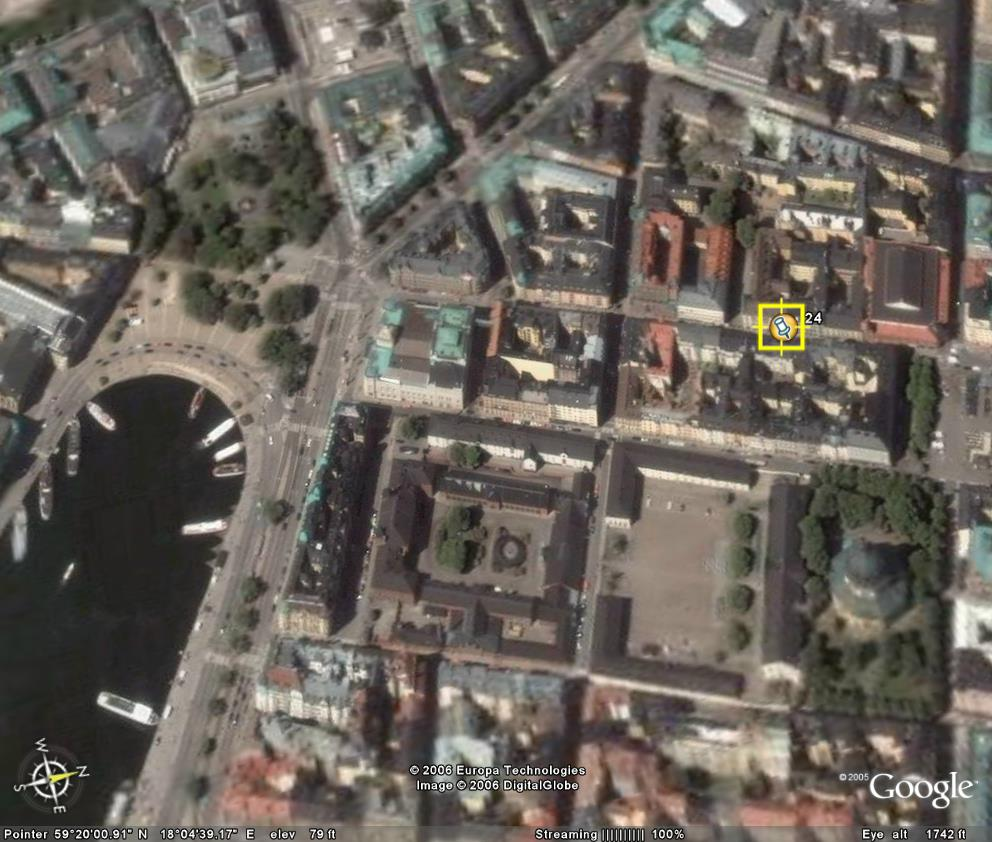 24
W
S Z
E
© 2006 Europa Technologies
Image © 2006 DigitalGlobe
© 2005 Google™
Pointer 59°20'00.91" N 18°04'39.17" E elev 79 ft Streaming |||||||||| 100% Eye alt 1742 ft